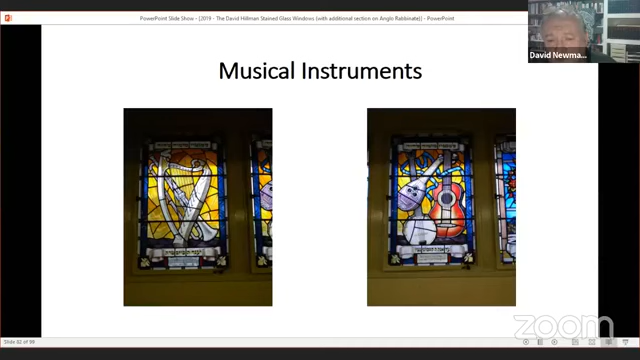 PowerPoint Slide Show - [2019 - The David Hillman Stained Glass Windows (with additional section on Anglo Rabbinate)] - PowerPoint
David Newma...
Musical Instruments
Slide 82 of 99
zoom